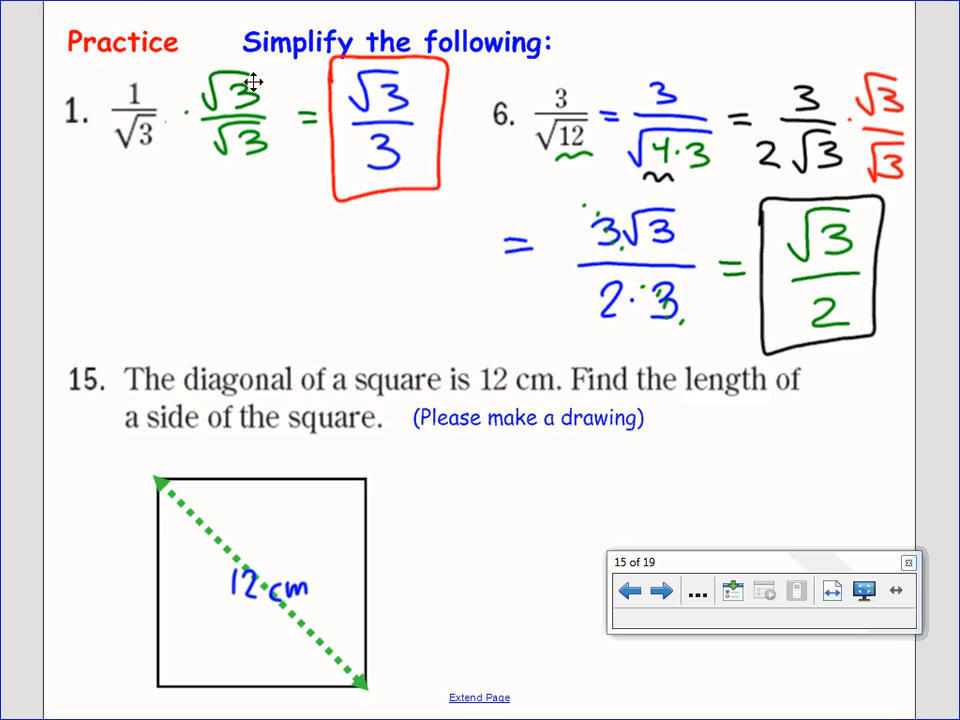 Practice Simplify the following:
1. 1/√3 · √3/√3 = √3/3
6. 3/√12 = 3/√4·3 = 3/2√3 · √3/√3
= 3√3/2·3 = √3/2
15. The diagonal of a square is 12 cm. Find the length of
a side of the square. (Please make a drawing)
12 cm
15 of 19
...
Extend Page